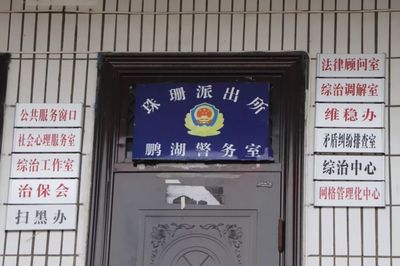 珠珊派出所
鹏湖警务室
公共服务窗口
社会心理服务室
综治工作室
治保会
扫黑办
法律顾问室
综治调解室
维稳办
矛盾纠纷排查室
综治中心
网格管理化中心